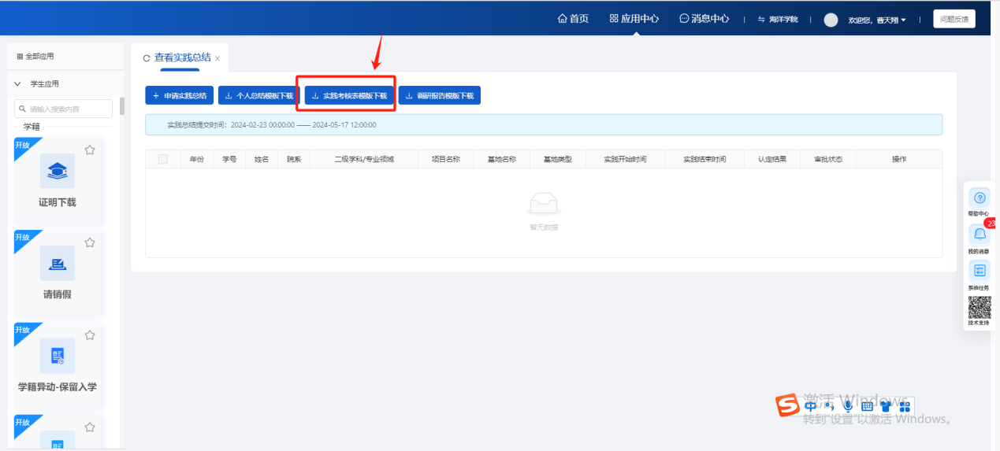 首页 应用中心 消息中心 海洋学院 欢迎您，曹天翔 问题反馈
全部应用
学生应用
请输入搜索内容
学籍
开放
证明下载
开放
请销假
开放
学籍异动-保留入学
开放
查看实践总结 x
+ 申请实践总结 个人总结模板下载 实践考核表模版下载 调研报告模版下载
实践总结提交时间：2024-02-23 00:00:00 —— 2024-05-17 12:00:00
年份 学号 姓名 院系 二级学科/专业领域 项目名称 基地名称 基地类型 实践开始时间 实践结束时间 认定结果 审批状态 操作
暂无数据
帮助中心
23
我的消息
系统任务
技术支持
激活 Windows
中
转到"设置"以激活 Windows。